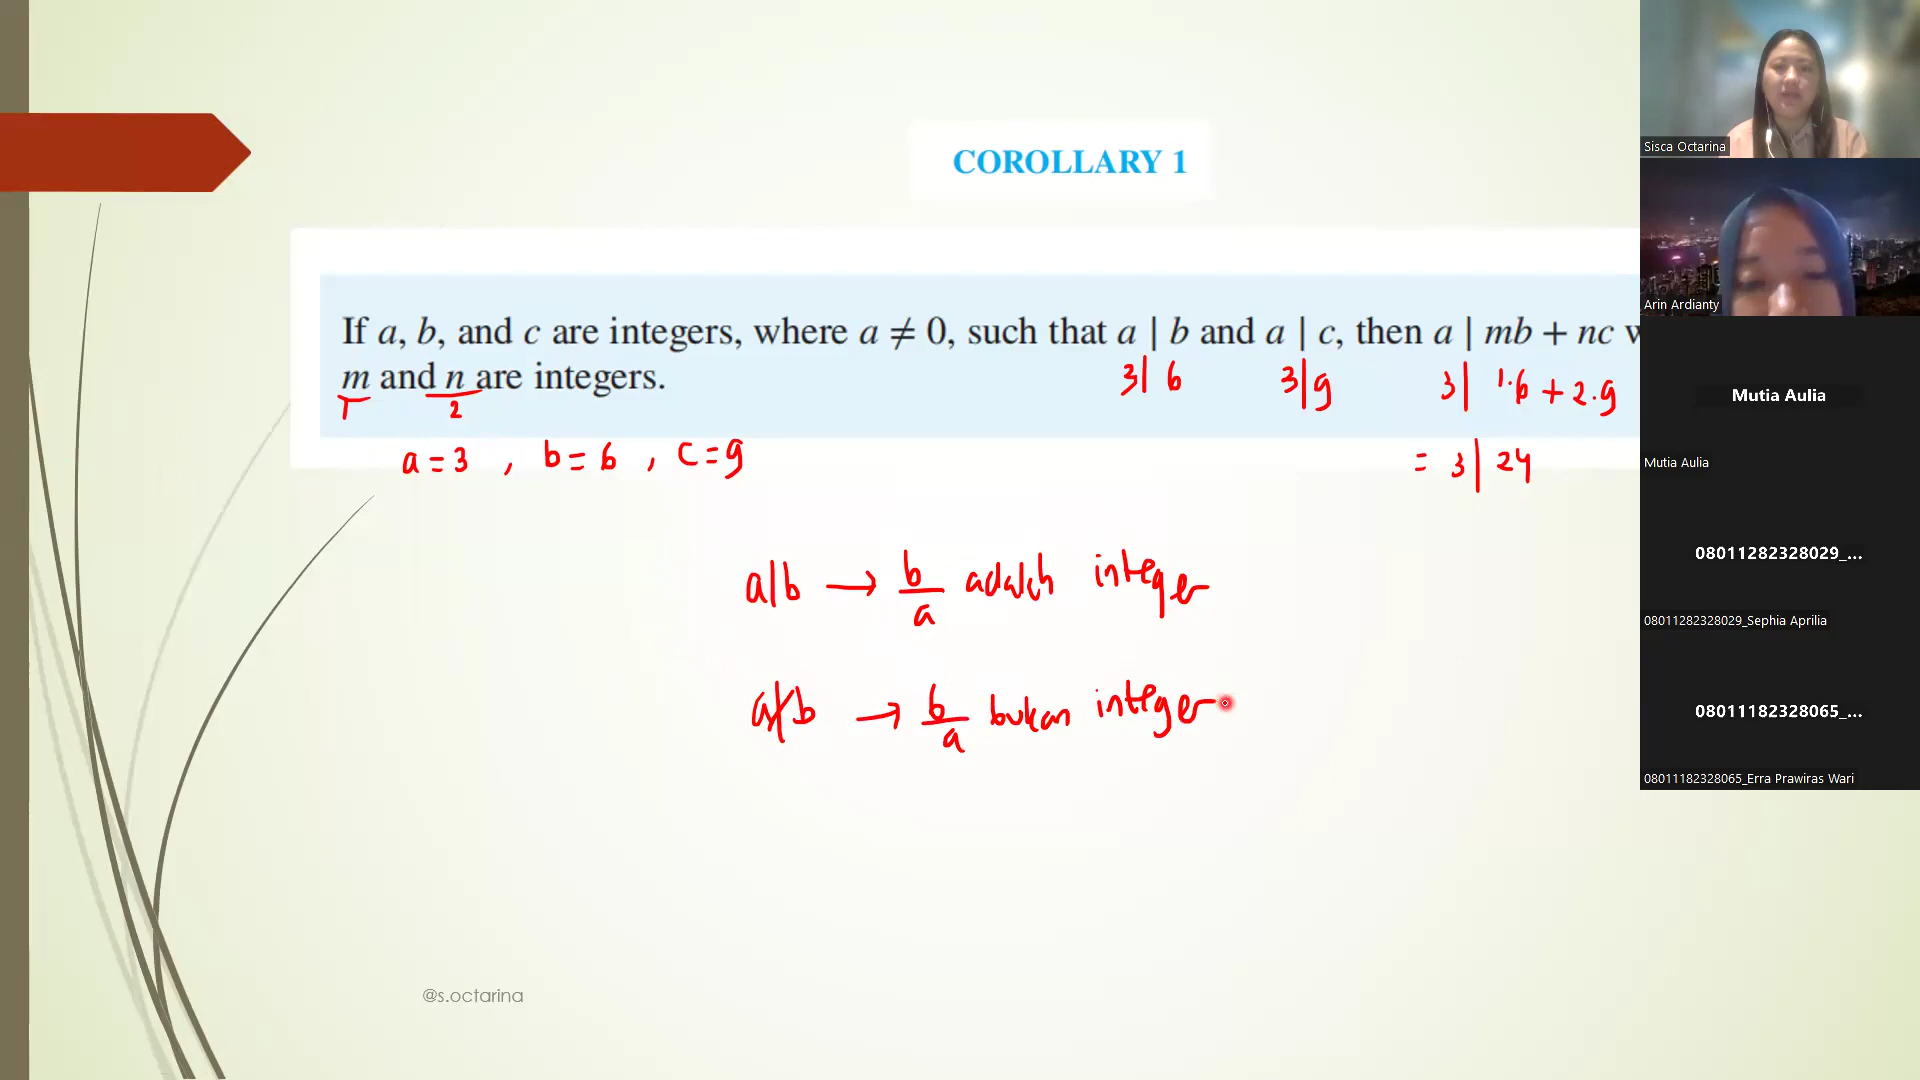 COROLLARY 1
If a, b, and c are integers, where a ≠ 0, such that a | b and a | c, then a | mb + nc w
m and n are integers.
3| 6 3|9 3| 1.6 + 2.9
1 2
a = 3 , b = 6 , c = 9
= 3| 24
a|b → b/a adalah integer
a∤b → b/a bukan integer
@s.octarina
Sisca Octarina
Arin Ardianty
Mutia Aulia
Mutia Aulia
08011282328029_...
08011282328029_Sephia Aprilia
08011182328065_...
08011182328065_Erra Prawiras Wari